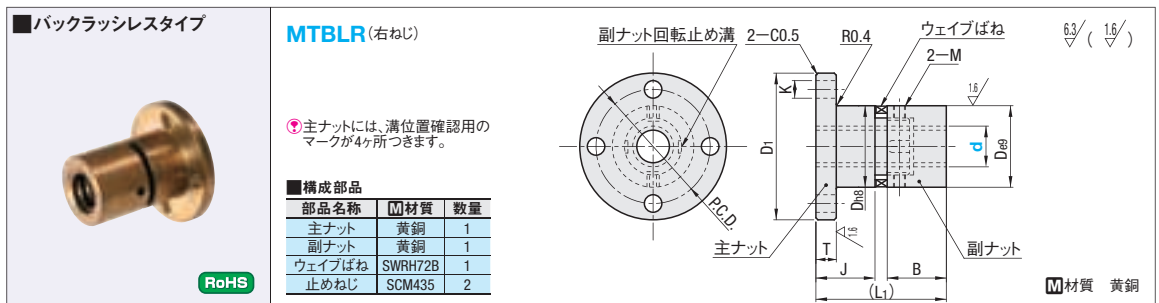 ■バックラッシレスタイプ
RoHS
MTBLR(右ねじ)
主ナットには、溝位置確認用の
マークが4ヶ所つきます。
■構成部品
部品名称 M材質 数量
主ナット 黄銅 1
副ナット 黄銅 1
ウェイブばね SWRH72B 1
止めねじ SCM435 2
副ナット回転止め溝
2-C0.5
R0.4
ウェイブばね
2-M
6.3 ( 1.6 )
1.6
K
D1
Dh8
d
De9
P.C.D.
1.6
主ナット
副ナット
T
J
B
(L1)
M材質 黄銅